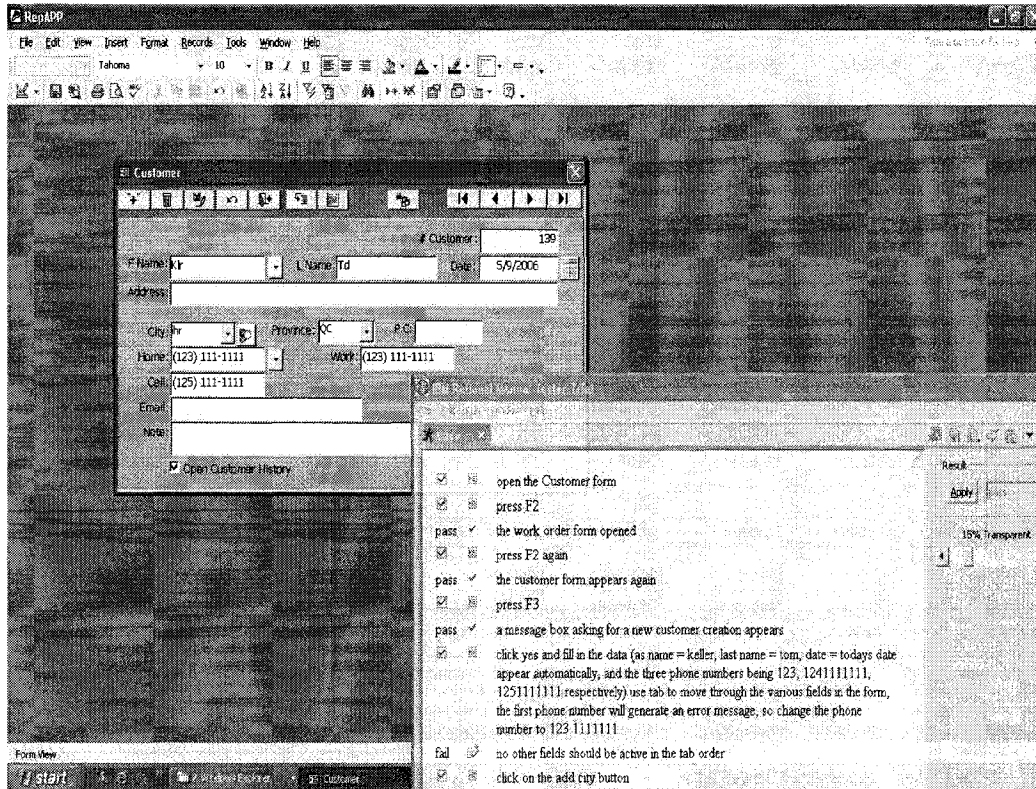 RepAPP
File Edit View Insert Format Records Tools Window Help
Tahoma 10 B I U
Customer
# Customer: 139
F Name: Klr L Name: Td Date: 5/9/2006
Address:
City: hr Province: QC P.C:
Home: (123) 111-1111 Work: (123) 111-1111
Cell: (125) 111-1111
Email:
Note:
Open Customer History
Result
Apply pass
15% Transparent
open the Customer form
press F2
pass the work order form opened
press F2 again
pass the customer form appears again
press F3
pass a message box asking for a new customer creation appears
click yes and fill in the data (as name = keller, last name = tom, date = todays date
appear automatically, and the three phone numbers being 123, 1241111111,
1251111111 respectively) use tab to move through the various fields in the form,
the first phone number will generate an error message, so change the phone
number to 123 1111111
fail no other fields should be active in the tab order
click on the add city button
Form View
start Windows Explorer Customer